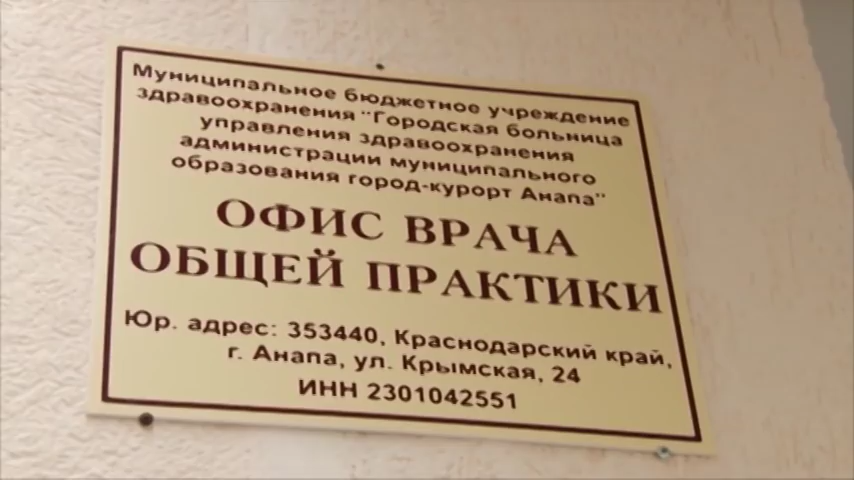 Муниципальное бюджетное учреждение
здравоохранения "Городская больница
управления здравоохранения
администрации муниципального
образования город-курорт Анапа"
ОФИС ВРАЧА
ОБЩЕЙ ПРАКТИКИ
Юр. адрес: 353440, Краснодарский край,
г. Анапа, ул. Крымская, 24
ИНН 2301042551